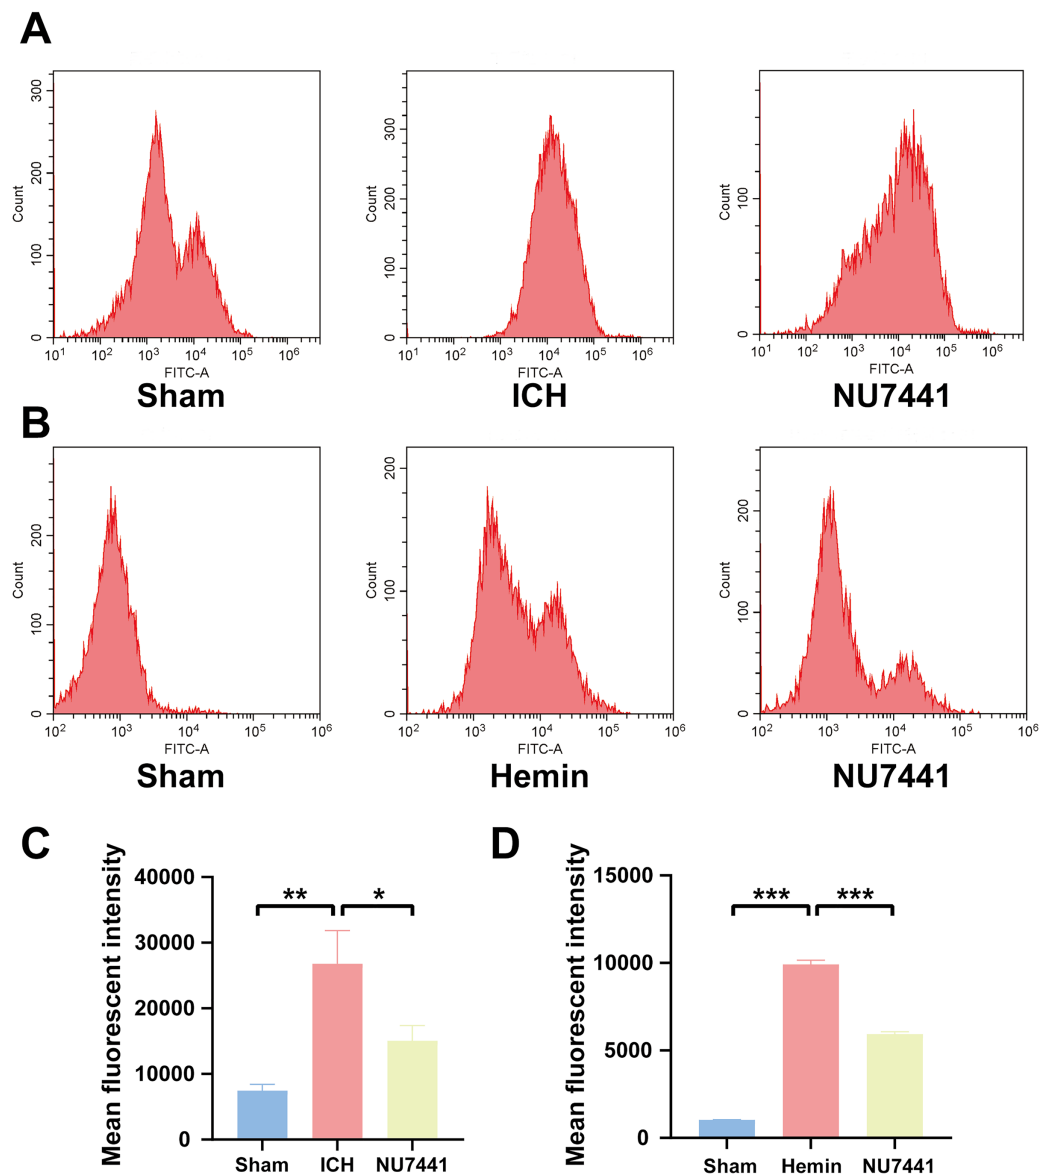 A
300
200
100
0
Count
10¹ 10² 10³ 10⁴ 10⁵ 10⁶
FITC-A
Sham
300
200
100
0
Count
10¹ 10² 10³ 10⁴ 10⁵ 10⁶
FITC-A
ICH
100
0
Count
10¹ 10² 10³ 10⁴ 10⁵ 10⁶
FITC-A
NU7441
B
200
100
0
Count
10² 10³ 10⁴ 10⁵ 10⁶
FITC-A
Sham
200
100
0
Count
10² 10³ 10⁴ 10⁵ 10⁶
FITC-A
Hemin
200
100
0
Count
10² 10³ 10⁴ 10⁵ 10⁶
FITC-A
NU7441
C
Mean fluorescent intensity
40000
30000
20000
10000
0
** *
Sham ICH NU7441
D
Mean fluorescent intensity
15000
10000
5000
0
*** ***
Sham Hemin NU7441